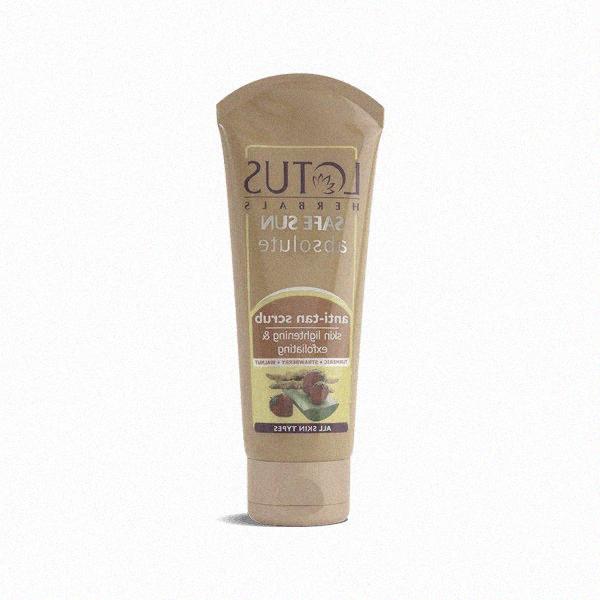 LOTUS
HERBALS
SAFE SUN
absolute
anti-tan scrub
skin lightening &
exfoliating
TURMERIC • STRAWBERRY • WALNUT
ALL SKIN TYPES